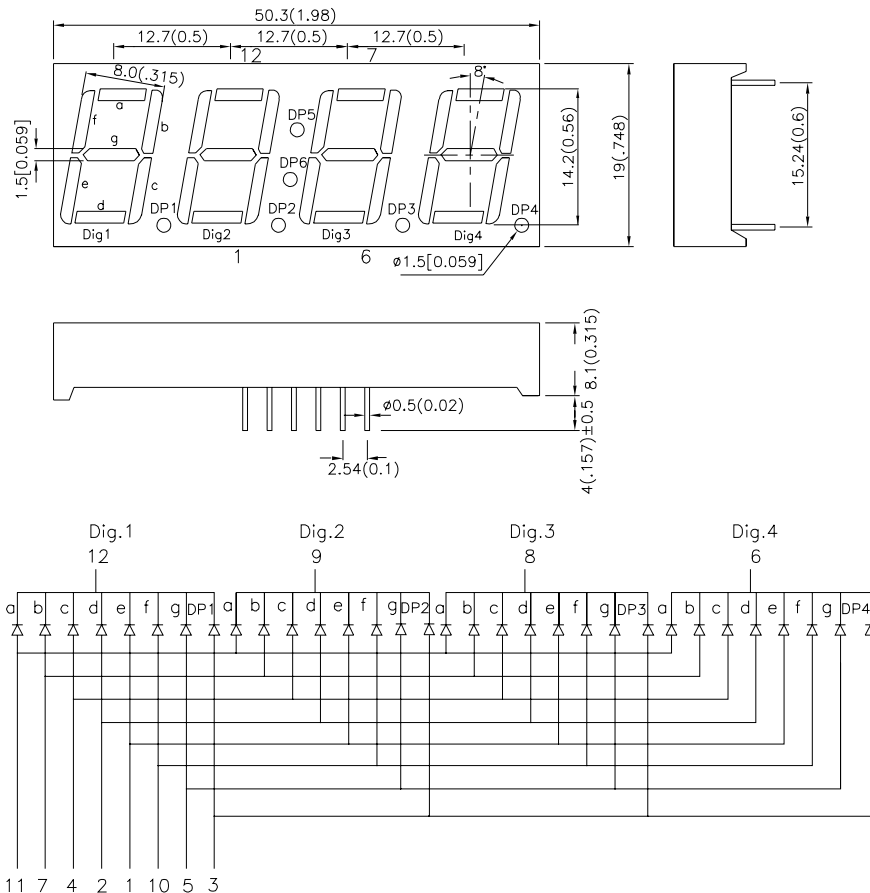 50.3(1.98)
12.7(0.5) 12.7(0.5) 12.7(0.5)
12 7
8.0(.315) 8°
a
f b
g
e c
d
1.5[0.059]
DP5
DP6
DP1 DP2 DP3 DP4
Dig1 Dig2 Dig3 Dig4
1 6
ø1.5[0.059]
14.2(0.56)
19(.748)
15.24(0.6)
8.1(0.315)
ø0.5(0.02)
2.54(0.1)
4(.157)±0.5
Dig.1 Dig.2 Dig.3 Dig.4
12 9 8 6
a b c d e f g DP1 a b c d e f g DP2 a b c d e f g DP3 a b c d e f g DP4
11 7 4 2 1 10 5 3